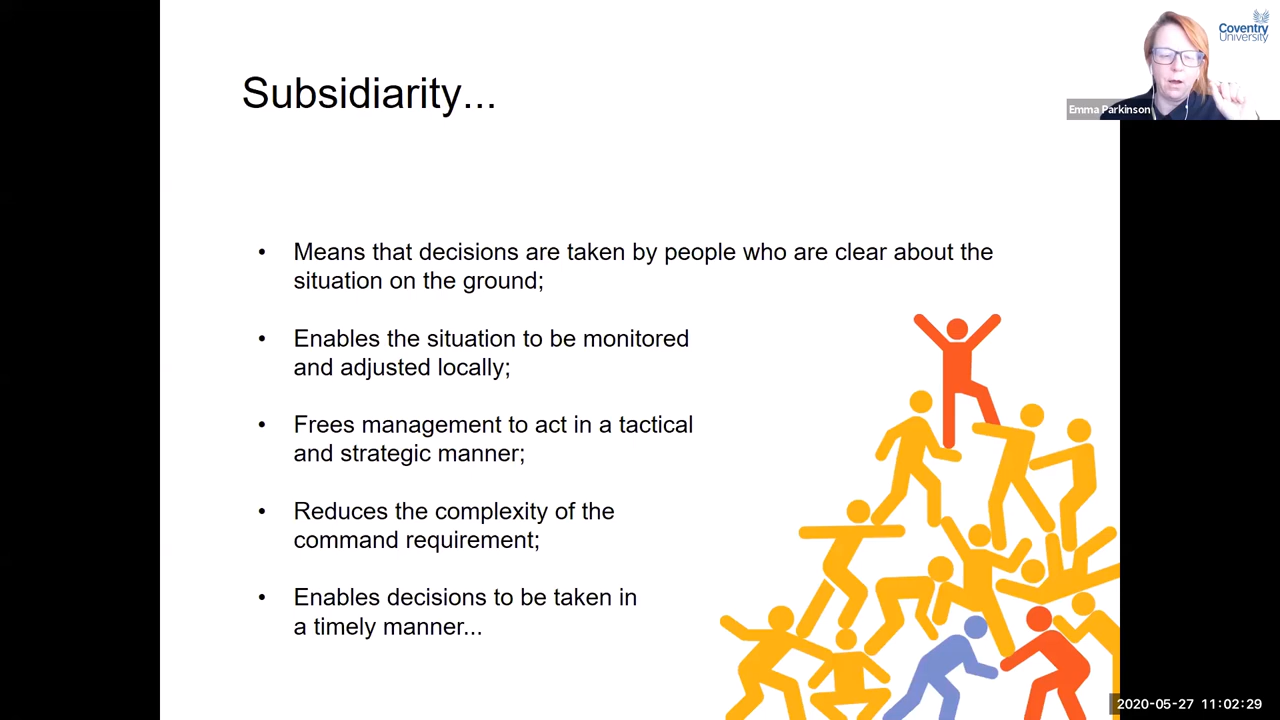 Coventry
University
Emma Parkinson
Subsidiarity...
• Means that decisions are taken by people who are clear about the
situation on the ground;
• Enables the situation to be monitored
and adjusted locally;
• Frees management to act in a tactical
and strategic manner;
• Reduces the complexity of the
command requirement;
• Enables decisions to be taken in
a timely manner...
2020-05-27 11:02:29